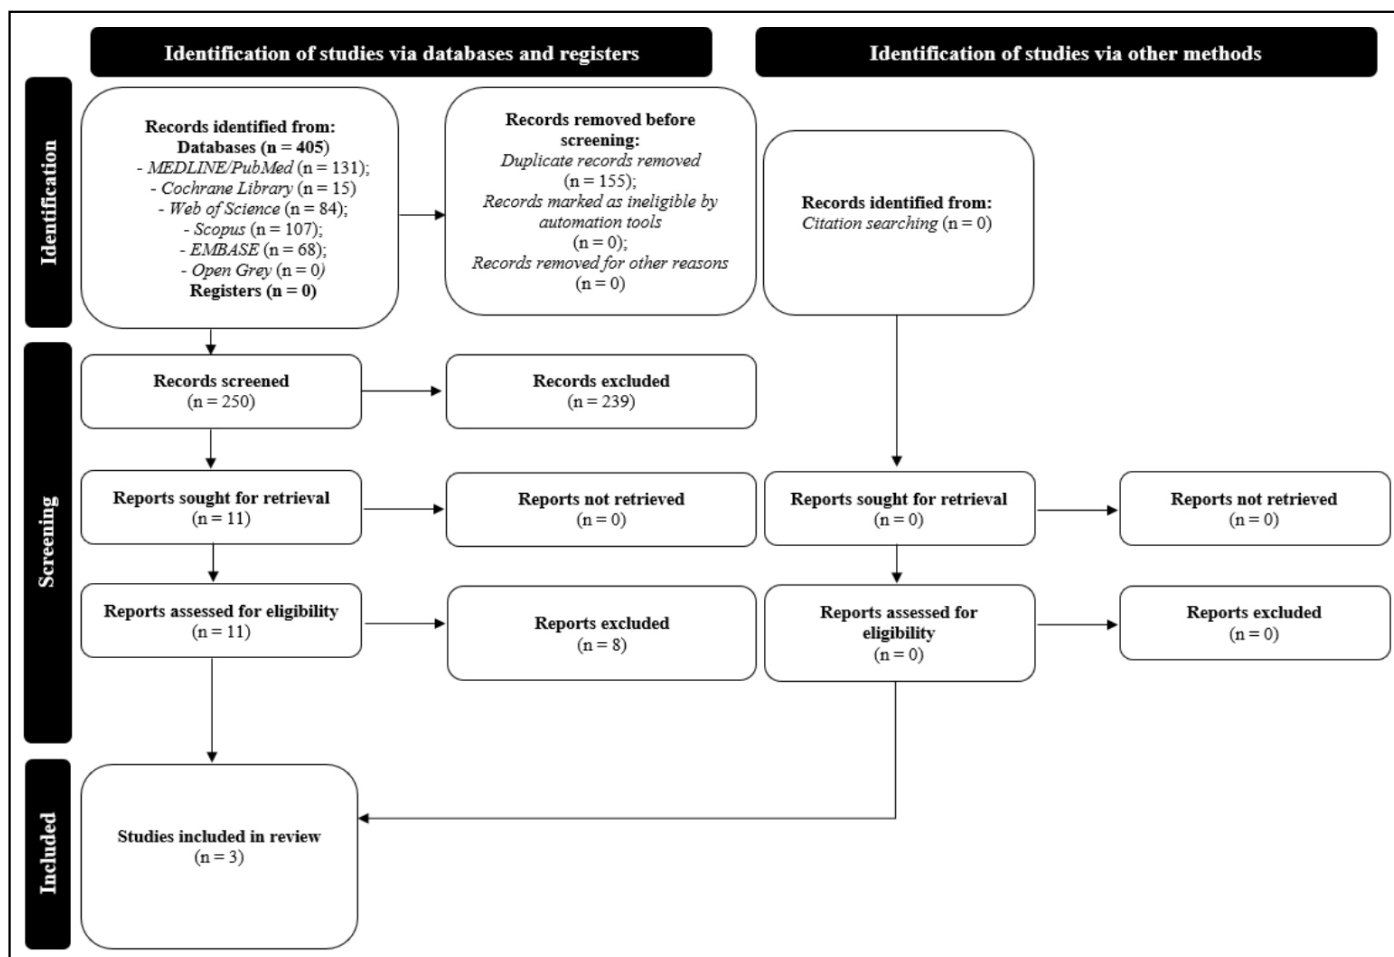 Identification of studies via databases and registers
Identification of studies via other methods
Identification
Records identified from:
Databases (n = 405)
- MEDLINE/PubMed (n = 131);
- Cochrane Library (n = 15)
- Web of Science (n = 84);
- Scopus (n = 107);
- EMBASE (n = 68);
- Open Grey (n = 0)
Registers (n = 0)
Records removed before
screening:
Duplicate records removed
(n = 155);
Records marked as ineligible by
automation tools
(n = 0);
Records removed for other reasons
(n = 0)
Records identified from:
Citation searching (n = 0)
Screening
Records screened
(n = 250)
Records excluded
(n = 239)
Reports sought for retrieval
(n = 11)
Reports not retrieved
(n = 0)
Reports sought for retrieval
(n = 0)
Reports not retrieved
(n = 0)
Reports assessed for eligibility
(n = 11)
Reports excluded
(n = 8)
Reports assessed for
eligibility
(n = 0)
Reports excluded
(n = 0)
Included
Studies included in review
(n = 3)